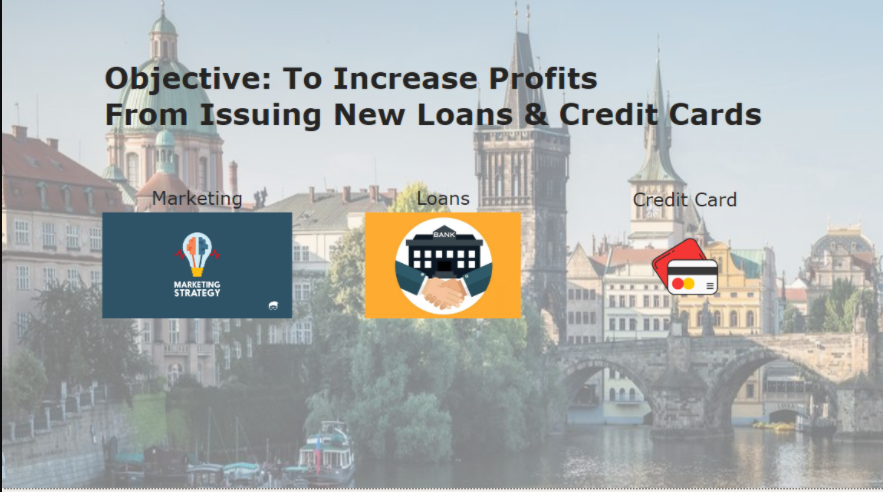 Objective: To Increase Profits
From Issuing New Loans & Credit Cards
Marketing
Loans
Credit Card
MARKETING
STRATEGY
BANK